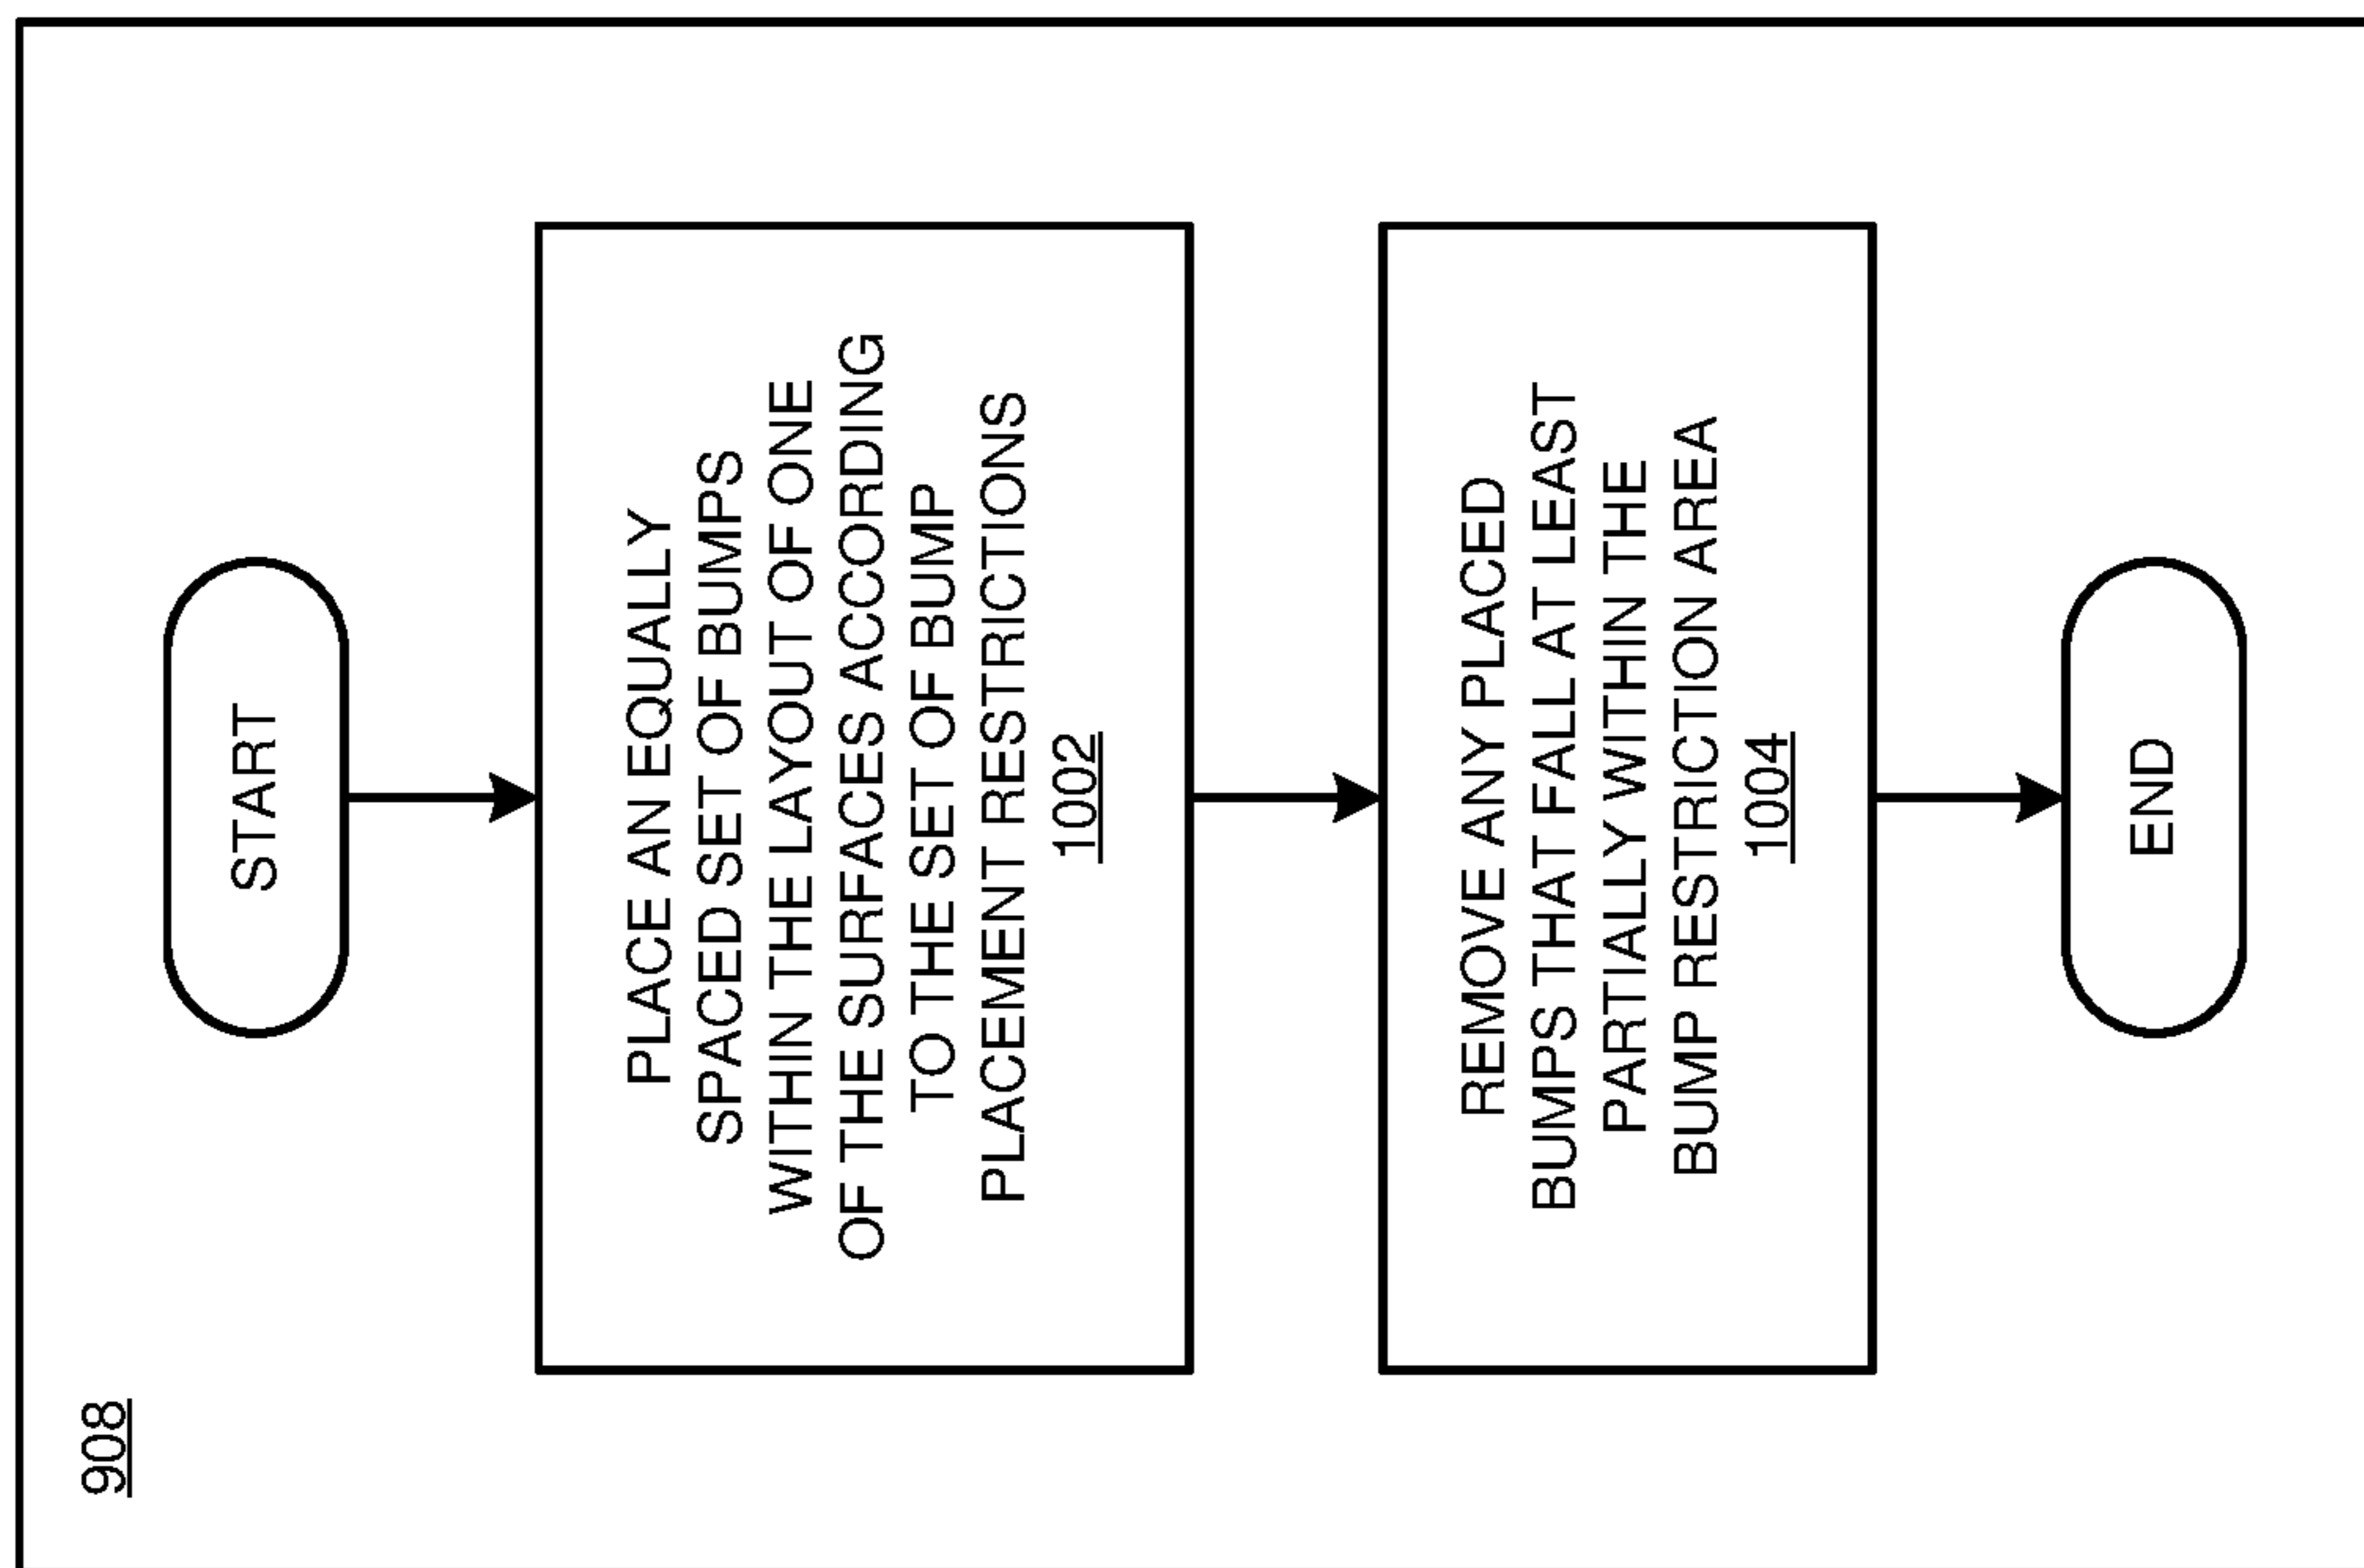 908
START
PLACE AN EQUALLY
SPACED SET OF BUMPS
WITHIN THE LAYOUT OF ONE
OF THE SURFACES ACCORDING
TO THE SET OF BUMP
PLACEMENT RESTRICTIONS
1002
REMOVE ANY PLACED
BUMPS THAT FALL AT LEAST
PARTIALLY WITHIN THE
BUMP RESTRICTION AREA
1004
END